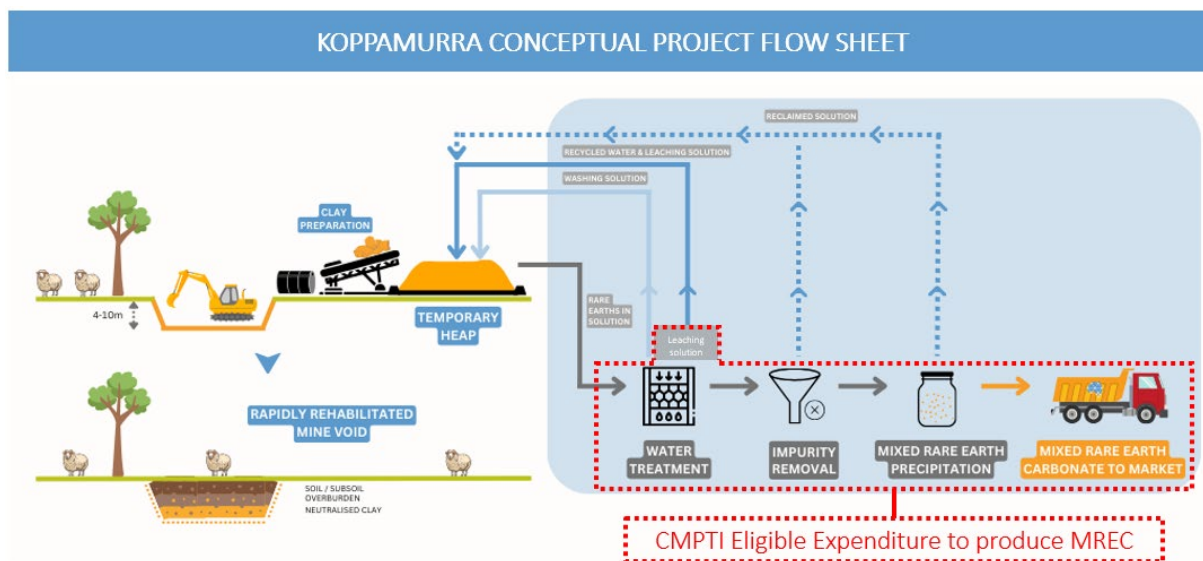 KOPPAMURRA CONCEPTUAL PROJECT FLOW SHEET
RECLAIMED SOLUTION
RECYCLED WATER & LEACHING SOLUTION
WASHING SOLUTION
CLAY
PREPARATION
4-10m
TEMPORARY
HEAP
RARE
EARTHS IN
SOLUTION
Leaching
solution
WATER
TREATMENT
IMPURITY
REMOVAL
MIXED RARE EARTH
PRECIPITATION
MIXED RARE EARTH
CARBONATE TO MARKET
RAPIDLY REHABILITATED
MINE VOID
SOIL / SUBSOIL
OVERBURDEN
NEUTRALISED CLAY
CMPTI Eligible Expenditure to produce MREC